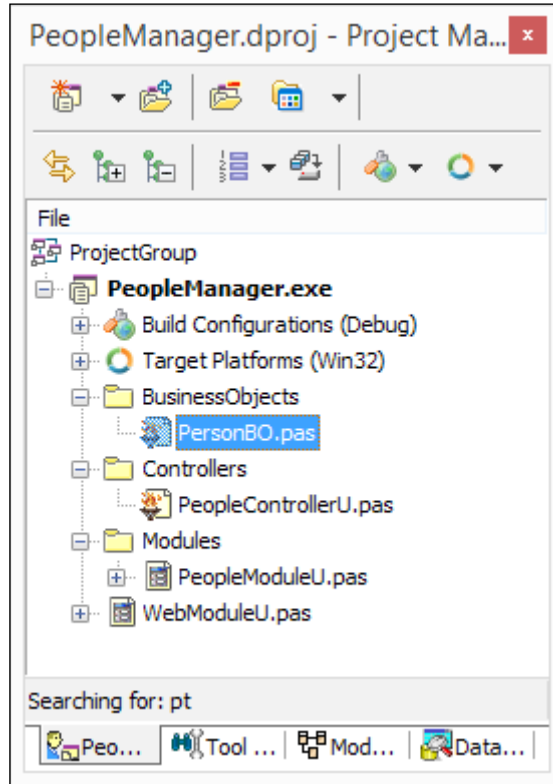 PeopleManager.dproj - Project Ma...
File
ProjectGroup
PeopleManager.exe
Build Configurations (Debug)
Target Platforms (Win32)
BusinessObjects
PersonBO.pas
Controllers
PeopleControllerU.pas
Modules
PeopleModuleU.pas
WebModuleU.pas
Searching for: pt
Peo... Tool ... Mod... Data...